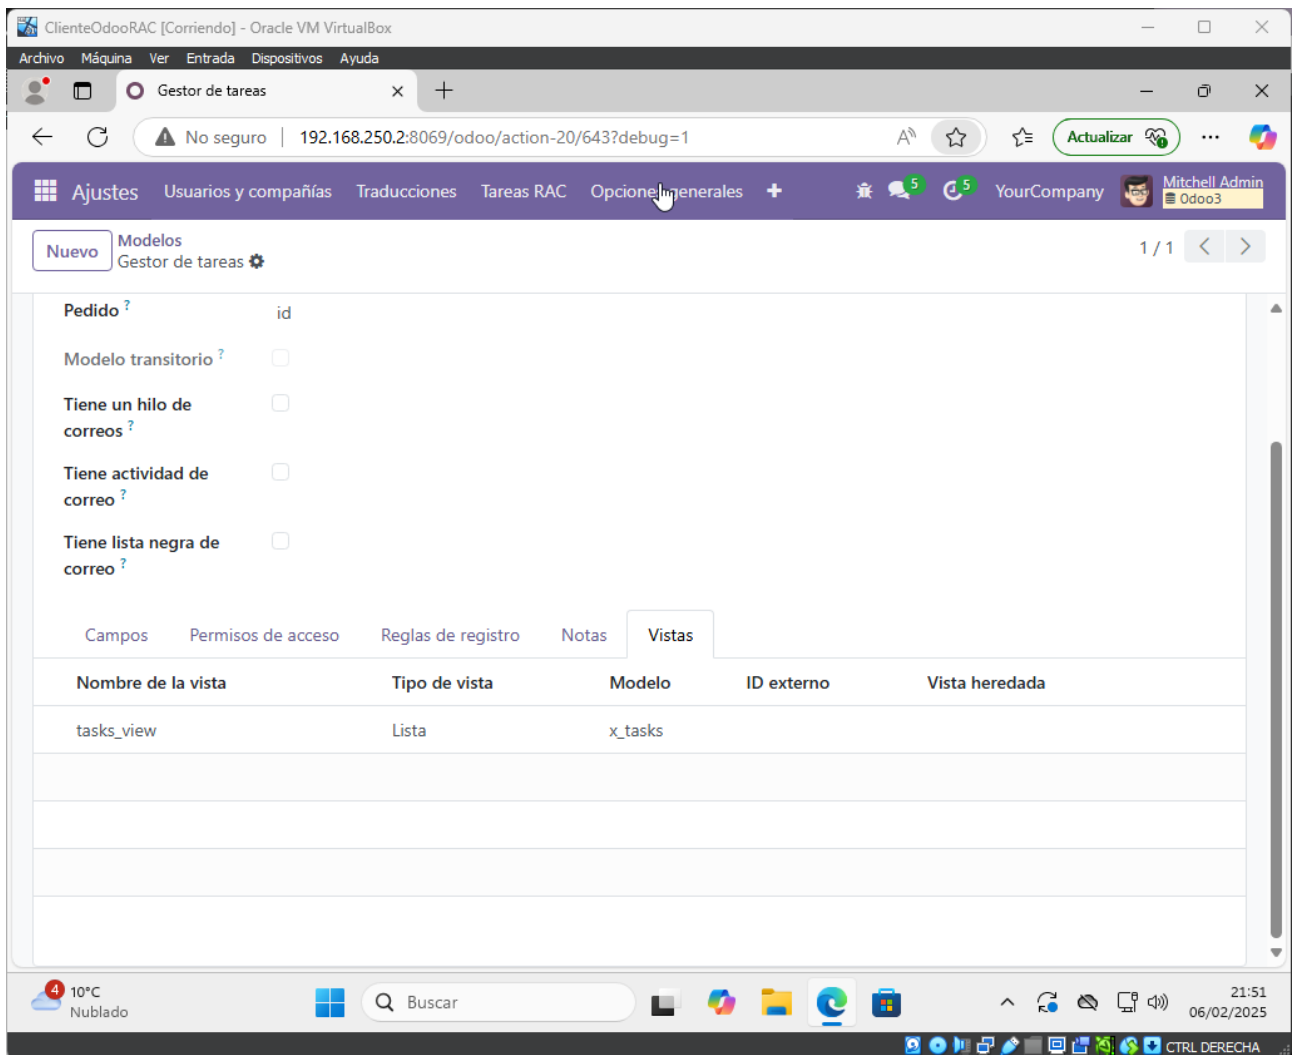 ClienteOdooRAC [Corriendo] - Oracle VM VirtualBox
Archivo Máquina Ver Entrada Dispositivos Ayuda
Gestor de tareas
No seguro 192.168.250.2:8069/odoo/action-20/643?debug=1 Actualizar
Ajustes Usuarios y compañías Traducciones Tareas RAC Opciones generales 5 5 YourCompany Mitchell Admin
Odoo3
Nuevo Modelos 1 / 1
Gestor de tareas
Pedido ? id
Modelo transitorio ?
Tiene un hilo de
correos ?
Tiene actividad de
correo ?
Tiene lista negra de
correo ?
Campos Permisos de acceso Reglas de registro Notas Vistas
Nombre de la vista Tipo de vista Modelo ID externo Vista heredada
tasks_view Lista x_tasks
4 10°C
Nublado
Buscar
21:51
06/02/2025
CTRL DERECHA